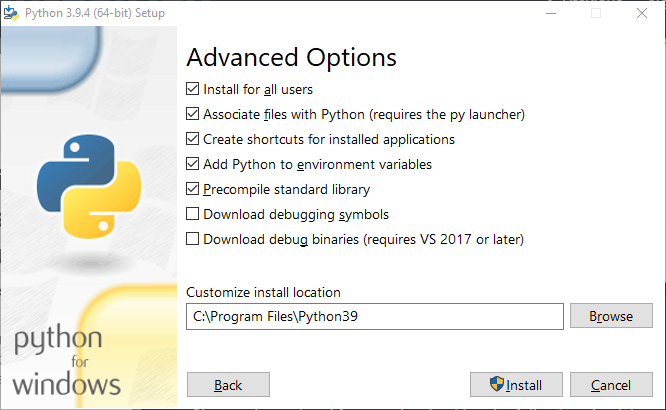 Python 3.9.4 (64-bit) Setup
Advanced Options
Install for all users
Associate files with Python (requires the py launcher)
Create shortcuts for installed applications
Add Python to environment variables
Precompile standard library
Download debugging symbols
Download debug binaries (requires VS 2017 or later)
Customize install location
C:\Program Files\Python39
Browse
python
for
windows
Back
Install
Cancel